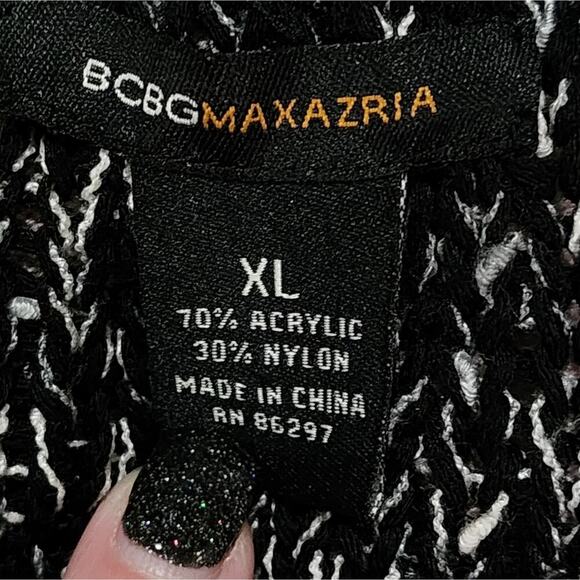 BCBGMAXAZRIA
XL
70% ACRYLIC
30% NYLON
MADE IN CHINA
RN 86297